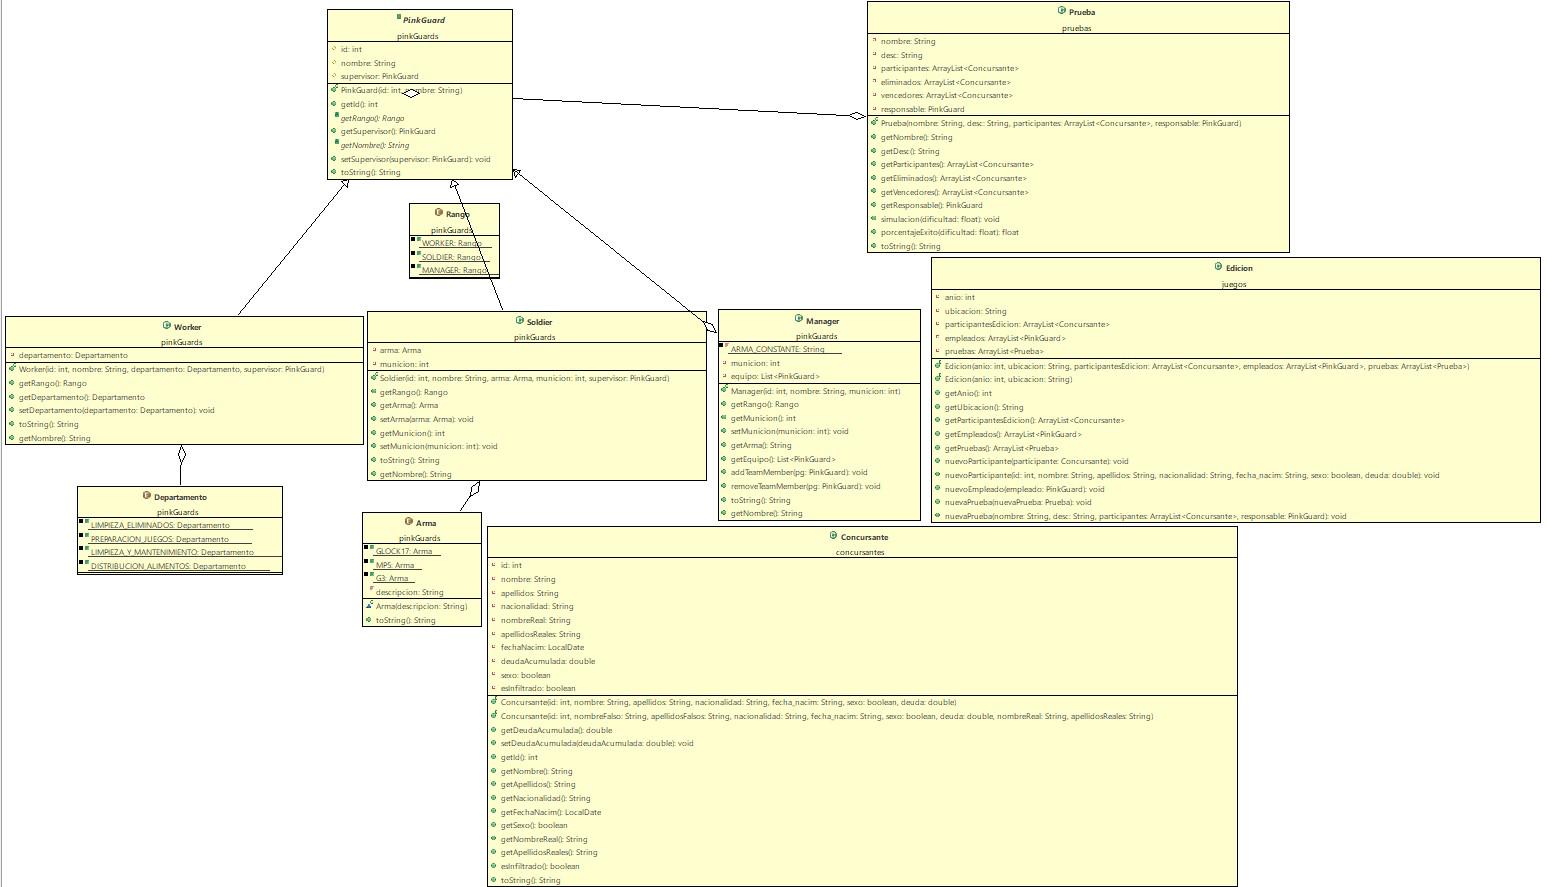 PinkGuard
pinkGuards
id: int
nombre: String
supervisor: PinkGuard
PinkGuard(id: int, nombre: String)
getId(): int
getRango(): Rango
getSupervisor(): PinkGuard
getNombre(): String
setSupervisor(supervisor: PinkGuard): void
toString(): String
Prueba
pruebas
nombre: String
desc: String
participantes: ArrayList<Concursante>
eliminados: ArrayList<Concursante>
vencedores: ArrayList<Concursante>
responsable: PinkGuard
Prueba(nombre: String, desc: String, participantes: ArrayList<Concursante>, responsable: PinkGuard)
getNombre(): String
getDesc(): String
getParticipantes(): ArrayList<Concursante>
getEliminados(): ArrayList<Concursante>
getVencedores(): ArrayList<Concursante>
getResponsable(): PinkGuard
simulacion(dificultad: float): void
porcentajeExito(dificultad: float): float
toString(): String
Rango
pinkGuards
WORKER: Rango
SOLDIER: Rango
MANAGER: Rango
Edicion
juegos
anio: int
ubicacion: String
participantesEdicion: ArrayList<Concursante>
empleados: ArrayList<PinkGuard>
pruebas: ArrayList<Prueba>
Edicion(anio: int, ubicacion: String, participantesEdicion: ArrayList<Concursante>, empleados: ArrayList<PinkGuard>, pruebas: ArrayList<Prueba>)
Edicion(anio: int, ubicacion: String)
getAnio(): int
getUbicacion(): String
getParticipantesEdicion(): ArrayList<Concursante>
getEmpleados(): ArrayList<PinkGuard>
getPruebas(): ArrayList<Prueba>
nuevoParticipante(participante: Concursante): void
nuevoParticipante(id: int, nombre: String, apellidos: String, nacionalidad: String, fecha_nacim: String, sexo: boolean, deuda: double): void
nuevoEmpleado(empleado: PinkGuard): void
nuevaPrueba(nuevaPrueba: Prueba): void
nuevaPrueba(nombre: String, desc: String, participantes: ArrayList<Concursante>, responsable: PinkGuard): void
Worker
pinkGuards
departamento: Departamento
Worker(id: int, nombre: String, departamento: Departamento, supervisor: PinkGuard)
getRango(): Rango
getDepartamento(): Departamento
setDepartamento(departamento: Departamento): void
toString(): String
getNombre(): String
Soldier
pinkGuards
arma: Arma
municion: int
Soldier(id: int, nombre: String, arma: Arma, municion: int, supervisor: PinkGuard)
getRango(): Rango
getArma(): Arma
setArma(arma: Arma): void
getMunicion(): int
setMunicion(municion: int): void
toString(): String
getNombre(): String
Manager
pinkGuards
ARMA_CONSTANTE: String
municion: int
equipo: List<PinkGuard>
Manager(id: int, nombre: String, municion: int)
getRango(): Rango
getMunicion(): int
setMunicion(municion: int): void
getArma(): String
getEquipo(): List<PinkGuard>
addTeamMember(pg: PinkGuard): void
removeTeamMember(pg: PinkGuard): void
toString(): String
getNombre(): String
Departamento
pinkGuards
LIMPIEZA_ELIMINADOS: Departamento
PREPARACION_JUEGOS: Departamento
LIMPIEZA_Y_MANTENIMIENTO: Departamento
DISTRIBUCION_ALIMENTOS: Departamento
Arma
pinkGuards
GLOCK17: Arma
MP5: Arma
G3: Arma
descripcion: String
Arma(descripcion: String)
toString(): String
Concursante
concursantes
id: int
nombre: String
apellidos: String
nacionalidad: String
nombreReal: String
apellidosReales: String
fechaNacim: LocalDate
deudaAcumulada: double
sexo: boolean
esInfiltrado: boolean
Concursante(id: int, nombre: String, apellidos: String, nacionalidad: String, fecha_nacim: String, sexo: boolean, deuda: double)
Concursante(id: int, nombreFalso: String, apellidosFalsos: String, nacionalidad: String, fecha_nacim: String, sexo: boolean, deuda: double, nombreReal: String, apellidosReales: String)
getDeudaAcumulada(): double
setDeudaAcumulada(deudaAcumulada: double): void
getId(): int
getNombre(): String
getApellidos(): String
getNacionalidad(): String
getFechaNacim(): LocalDate
getSexo(): boolean
getNombreReal(): String
getApellidosReales(): String
esInfiltrado(): boolean
toString(): String